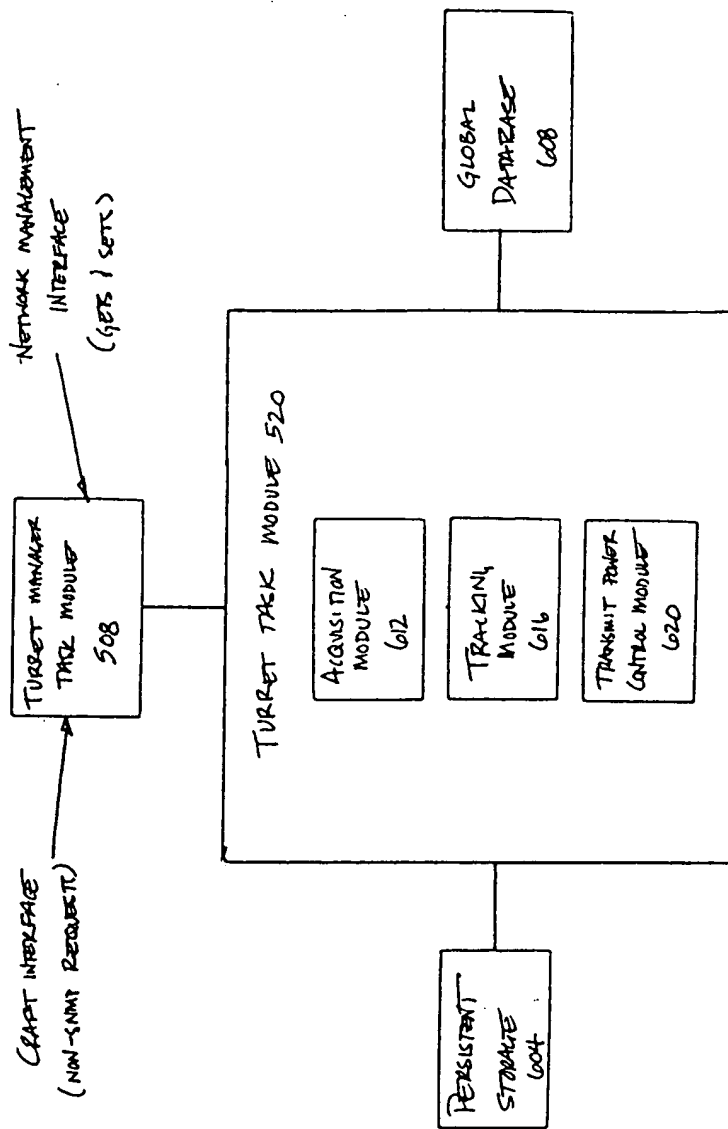 CRAFT INTERFACE
(NON-SNMP REQUESTS)
TURRET MANAGER
TASK MODULE
508
NETWORK MANAGEMENT
INTERFACE
(GETS / SETS)
TURRET TASK MODULE 520
ACQUISITION
MODULE
612
TRACKING
MODULE
616
TRANSMIT POWER
CONTROL MODULE
620
PERSISTENT
STORAGE
604
GLOBAL
DATABASE
608